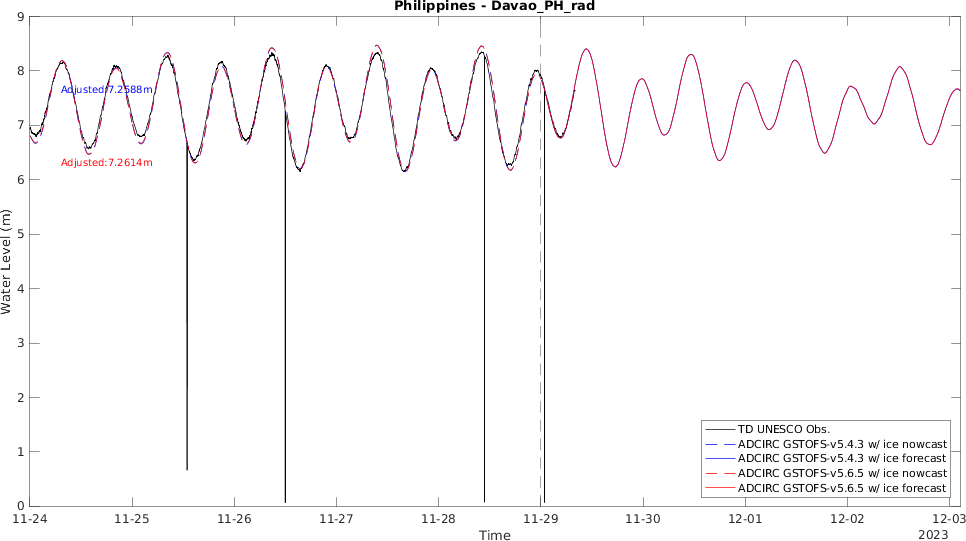 Philippines - Davao_PH_rad
9
8
7
6
5
4
3
2
1
0
Water Level (m)
Adjusted:7.2588m
Adjusted:7.2614m
TD UNESCO Obs.
ADCIRC GSTOFS-v5.4.3 w/ ice nowcast
ADCIRC GSTOFS-v5.4.3 w/ ice forecast
ADCIRC GSTOFS-v5.6.5 w/ ice nowcast
ADCIRC GSTOFS-v5.6.5 w/ ice forecast
11-24 11-25 11-26 11-27 11-28 11-29 11-30 12-01 12-02 12-03
Time
2023